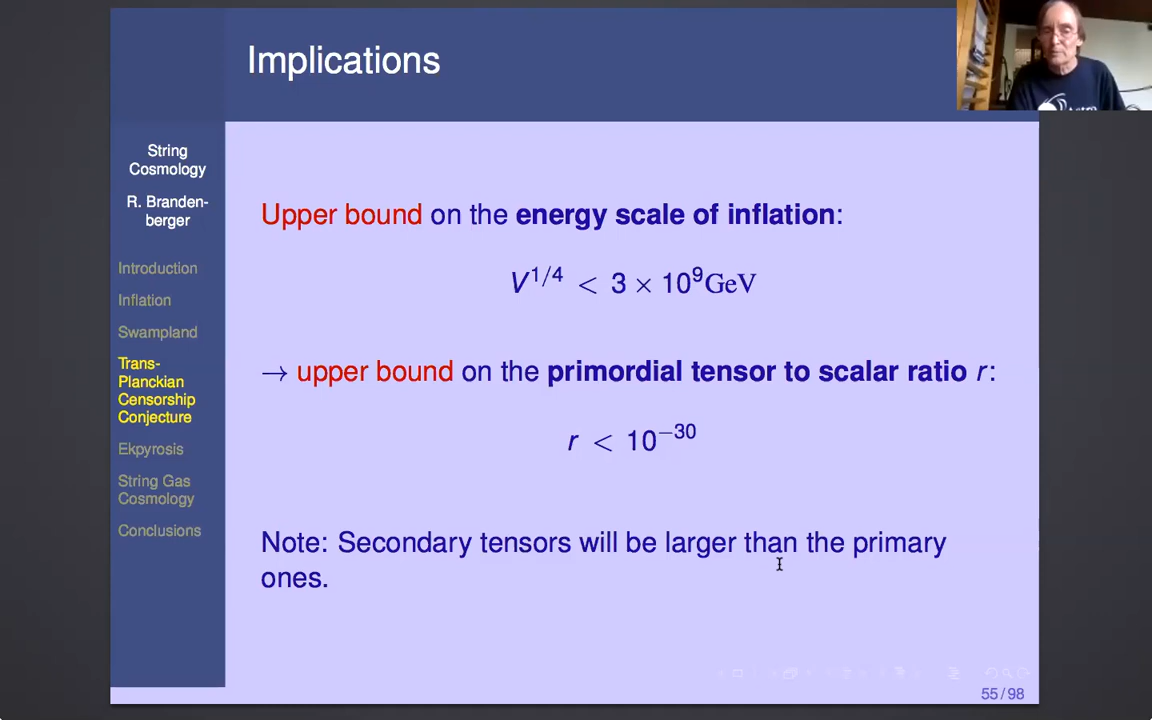 Implications
String
Cosmology
R. Branden-
berger
Introduction
Inflation
Swampland
Trans-
Planckian
Censorship
Conjecture
Ekpyrosis
String Gas
Cosmology
Conclusions
Upper bound on the energy scale of inflation:
V^{1/4} < 3 × 10^9 GeV
→ upper bound on the primordial tensor to scalar ratio r:
r < 10^{-30}
Note: Secondary tensors will be larger than the primary
ones.
55 / 98